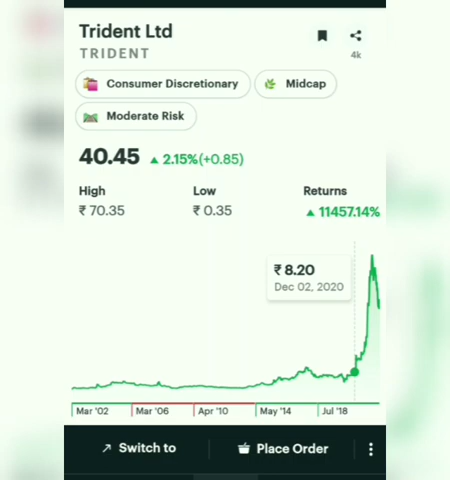 Trident Ltd
TRIDENT
4k
Consumer Discretionary
Midcap
Moderate Risk
40.45 ▲ 2.15%(+0.85)
High Low Returns
₹ 70.35 ₹ 0.35 ▲ 11457.14%
₹ 8.20
Dec 02, 2020
Mar '02 Mar '06 Apr '10 May '14 Jul '18
Switch to Place Order